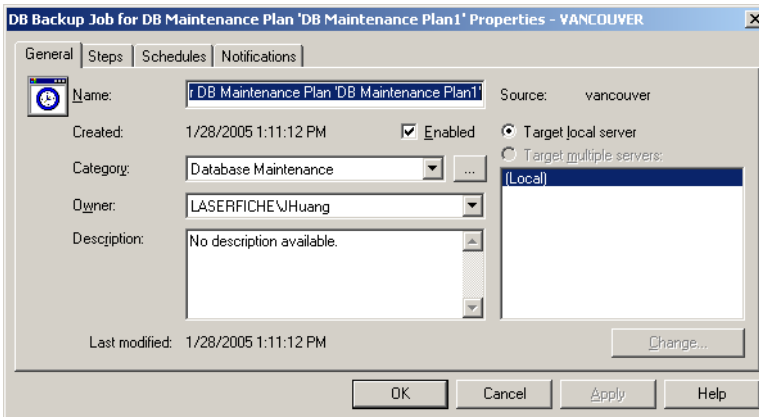 DB Backup Job for DB Maintenance Plan 'DB Maintenance Plan1' Properties - VANCOUVER
General Steps Schedules Notifications
Name: r DB Maintenance Plan 'DB Maintenance Plan1' Source: vancouver
Created: 1/28/2005 1:11:12 PM Enabled Target local server
Target multiple servers:
Category: Database Maintenance ... (Local)
Owner: LASERFICHE\JHuang
Description: No description available.
Last modified: 1/28/2005 1:11:12 PM Change...
OK Cancel Apply Help